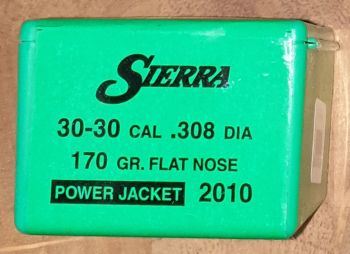 SIERRA
30-30 CAL .308 DIA
170 GR. FLAT NOSE
POWER JACKET 2010